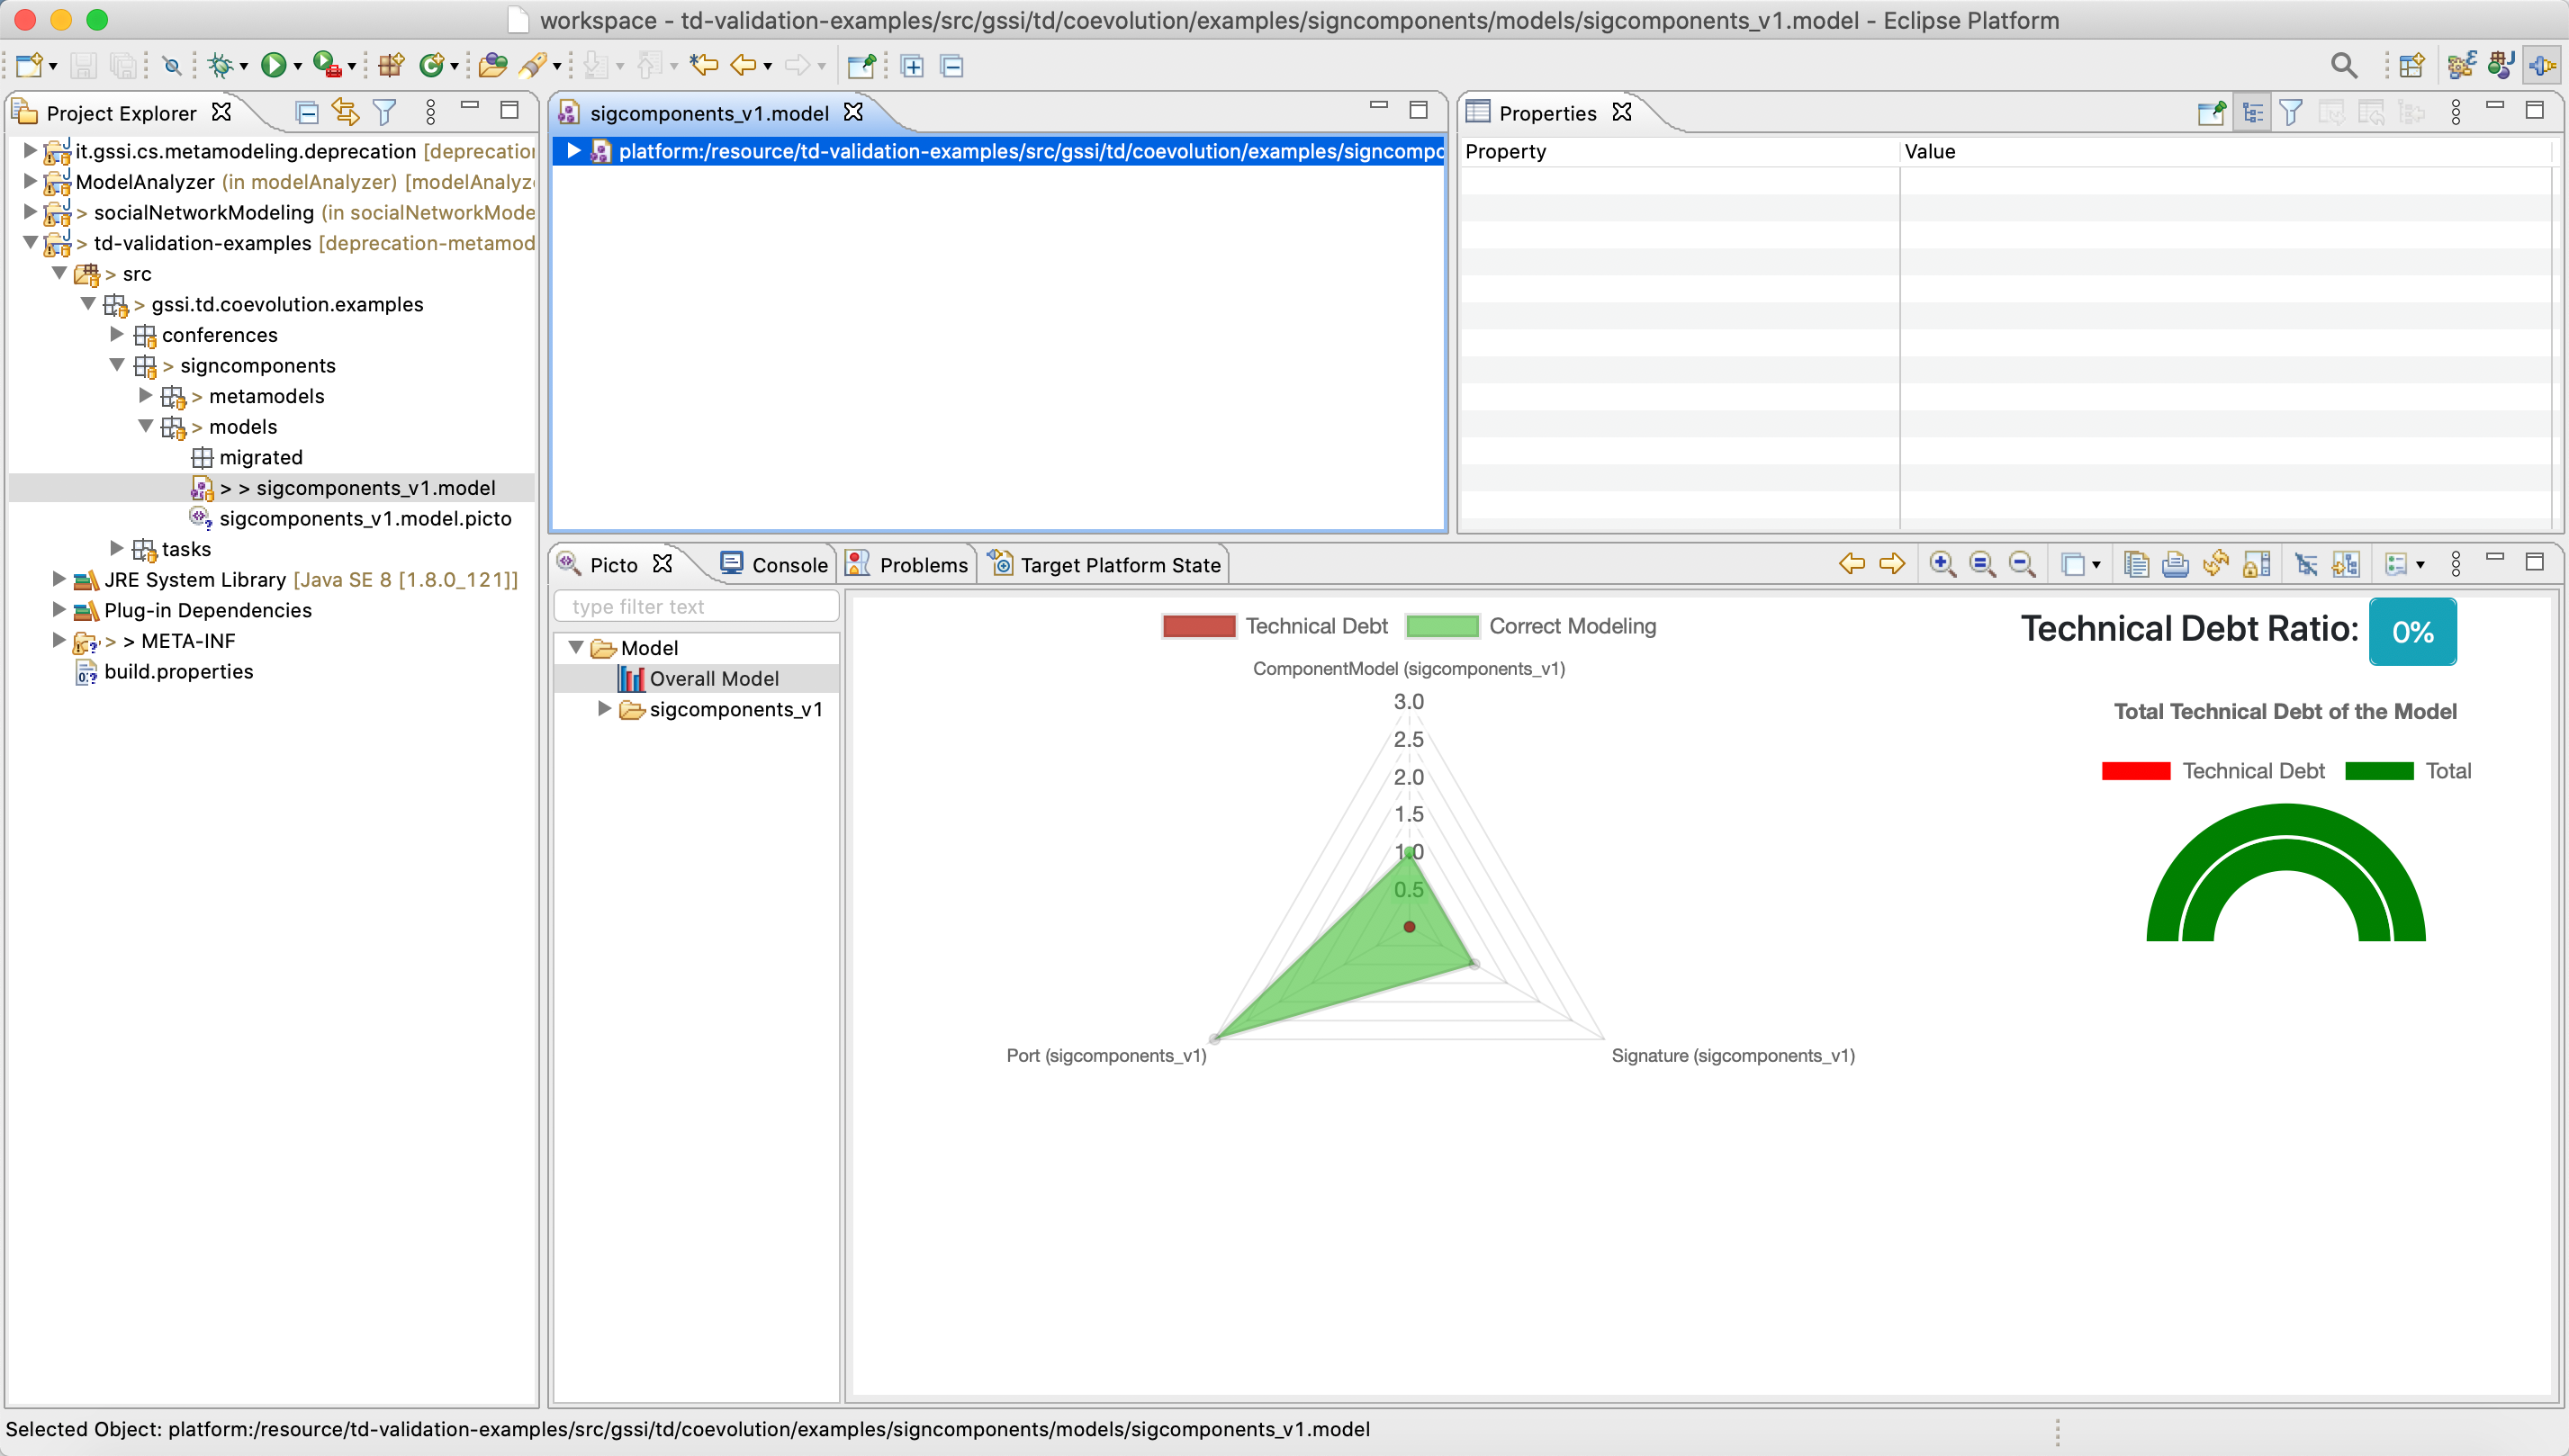 workspace - td-validation-examples/src/gssi/td/coevolution/examples/signcomponents/models/sigcomponents_v1.model - Eclipse Platform
Project Explorer
it.gssi.cs.metamodeling.deprecation [deprecation
ModelAnalyzer (in modelAnalyzer) [modelAnalyz
> socialNetworkModeling (in socialNetworkMode
> td-validation-examples [deprecation-metamod
> src
> gssi.td.coevolution.examples
conferences
> signcomponents
> metamodels
> models
migrated
> > sigcomponents_v1.model
sigcomponents_v1.model.picto
tasks
JRE System Library [Java SE 8 [1.8.0_121]]
Plug-in Dependencies
> > META-INF
build.properties
sigcomponents_v1.model
platform:/resource/td-validation-examples/src/gssi/td/coevolution/examples/signcompo
Properties
Property Value
Picto Console Problems Target Platform State
type filter text
Model
Overall Model
sigcomponents_v1
Technical Debt Correct Modeling
ComponentModel (sigcomponents_v1)
3.0
2.5
2.0
1.5
1.0
0.5
Port (sigcomponents_v1)
Signature (sigcomponents_v1)
Technical Debt Ratio: 0%
Total Technical Debt of the Model
Technical Debt Total
Selected Object: platform:/resource/td-validation-examples/src/gssi/td/coevolution/examples/signcomponents/models/sigcomponents_v1.model